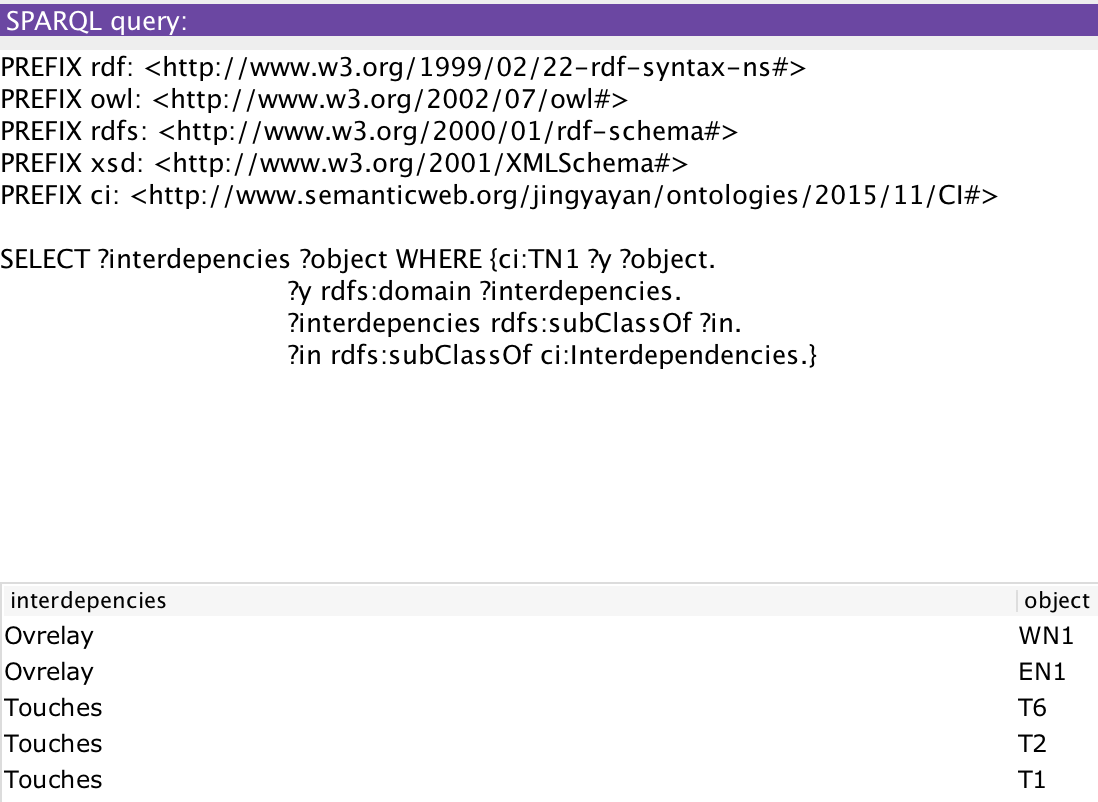 SPARQL query:
PREFIX rdf: <http://www.w3.org/1999/02/22-rdf-syntax-ns#>
PREFIX owl: <http://www.w3.org/2002/07/owl#>
PREFIX rdfs: <http://www.w3.org/2000/01/rdf-schema#>
PREFIX xsd: <http://www.w3.org/2001/XMLSchema#>
PREFIX ci: <http://www.semanticweb.org/jingyayan/ontologies/2015/11/CI#>
SELECT ?interdepencies ?object WHERE {ci:TN1 ?y ?object.
?y rdfs:domain ?interdepencies.
?interdepencies rdfs:subClassOf ?in.
?in rdfs:subClassOf ci:Interdependencies.}
interdepencies object
Ovrelay WN1
Ovrelay EN1
Touches T6
Touches T2
Touches T1